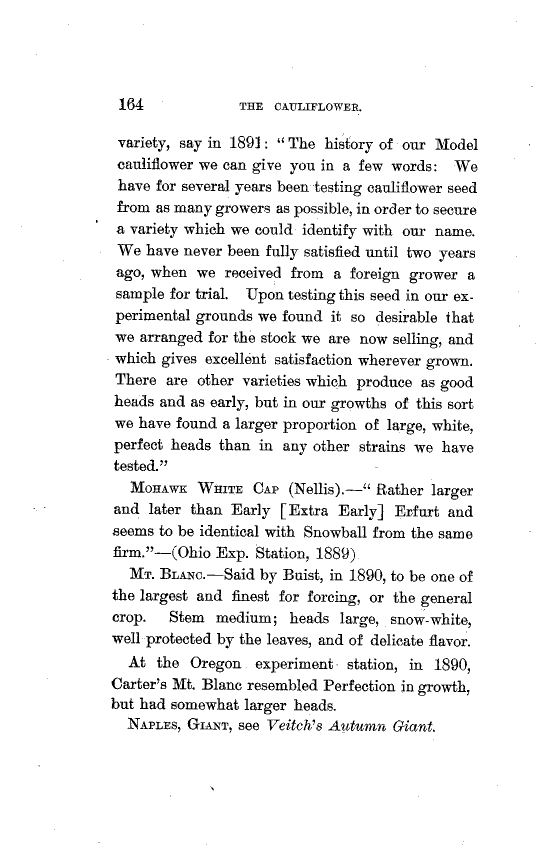 164 THE CAULIFLOWER.
variety, say in 1891: "The history of our Model
cauliflower we can give you in a few words: We
have for several years been testing cauliflower seed
from as many growers as possible, in order to secure
a variety which we could identify with our name.
We have never been fully satisfied until two years
ago, when we received from a foreign grower a
sample for trial. Upon testing this seed in our ex-
perimental grounds we found it so desirable that
we arranged for the stock we are now selling, and
which gives excellent satisfaction wherever grown.
There are other varieties which produce as good
heads and as early, but in our growths of this sort
we have found a larger proportion of large, white,
perfect heads than in any other strains we have
tested."
MOHAWK WHITE CAP (Nellis).—" Rather larger
and later than Early [Extra Early] Erfurt and
seems to be identical with Snowball from the same
firm."—(Ohio Exp. Station, 1889)
MT. BLANC.—Said by Buist, in 1890, to be one of
the largest and finest for forcing, or the general
crop. Stem medium; heads large, snow-white,
well protected by the leaves, and of delicate flavor.
At the Oregon experiment station, in 1890,
Carter's Mt. Blanc resembled Perfection in growth,
but had somewhat larger heads.
NAPLES, GIANT, see Veitch's Autumn Giant.